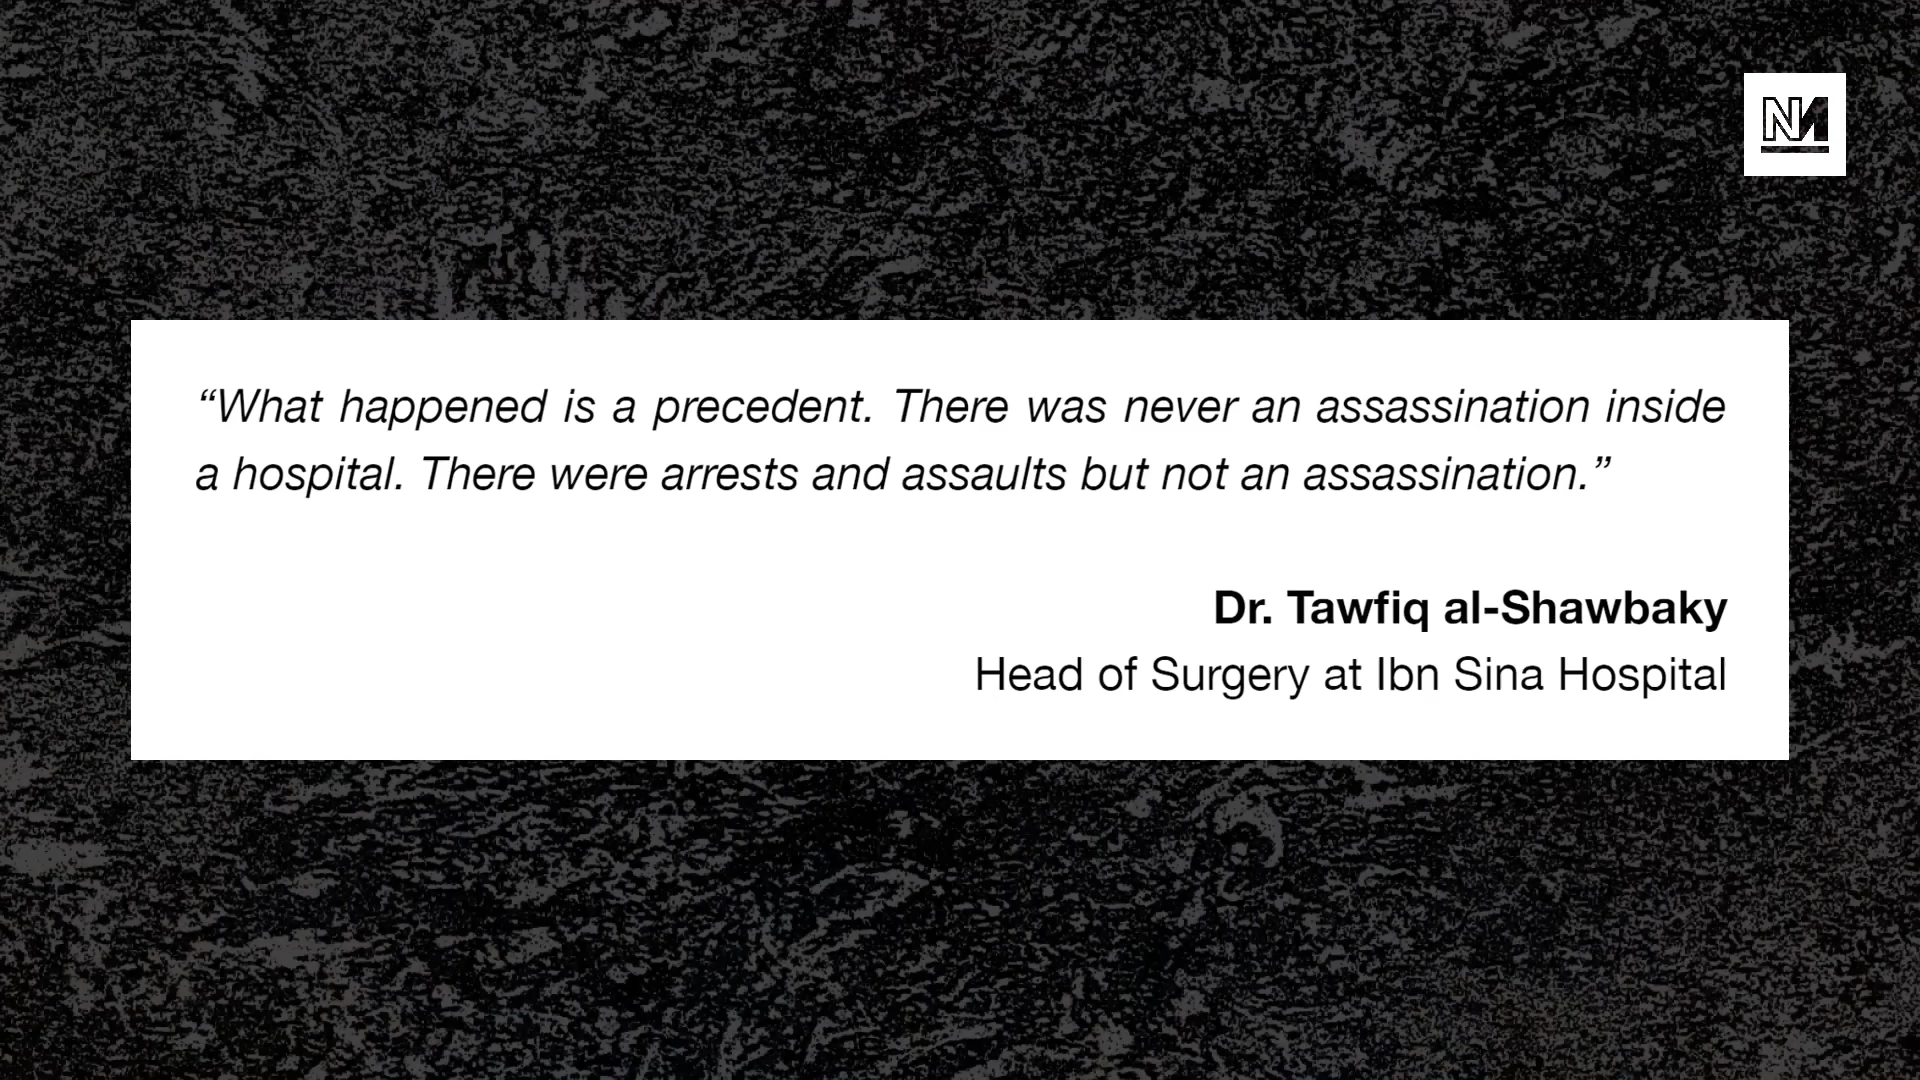 NM
“What happened is a precedent. There was never an assassination inside
a hospital. There were arrests and assaults but not an assassination.”
Dr. Tawfiq al-Shawbaky
Head of Surgery at Ibn Sina Hospital